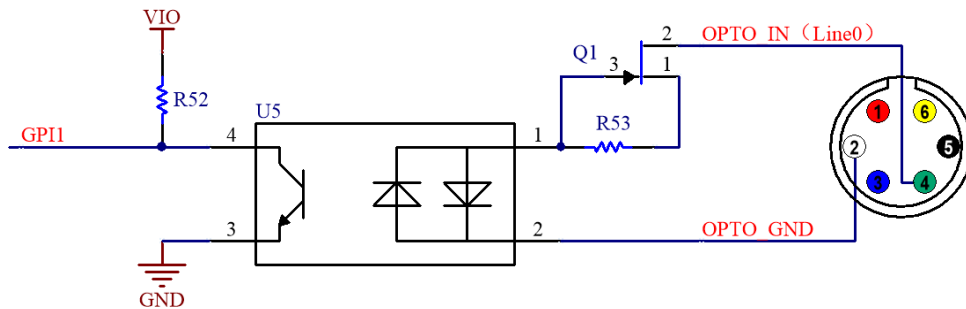 VIO
2 OPTO_IN（Line0）
Q1 3 1
R52
U5
R53
1 6
GPI1 4 1
2 5
3 4
3 2 OPTO_GND
GND